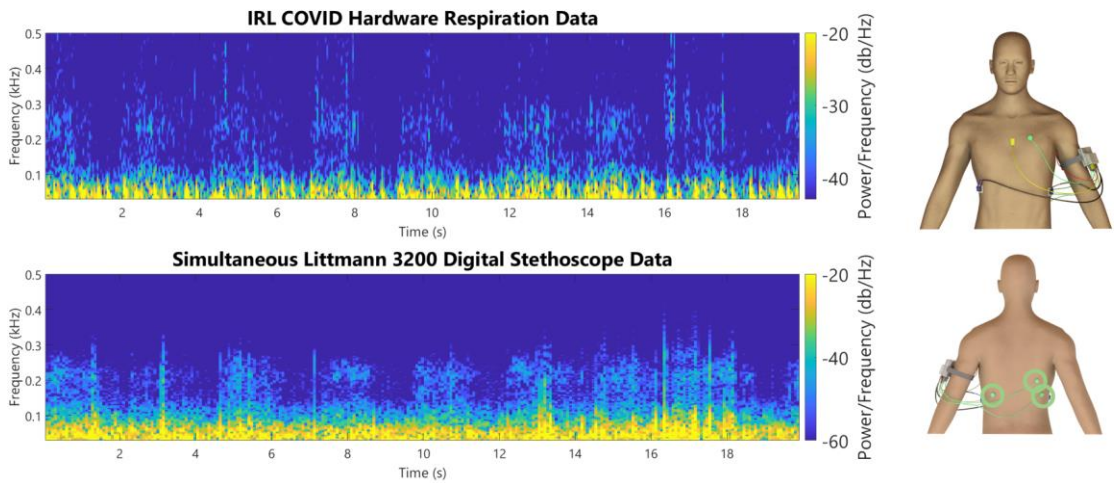 IRL COVID Hardware Respiration Data
Frequency (kHz)
0.5
0.4
0.3
0.2
0.1
2 4 6 8 10 12 14 16 18
Time (s)
-20
-30
-40
Power/Frequency (db/Hz)
Simultaneous Littmann 3200 Digital Stethoscope Data
Frequency (kHz)
0.5
0.4
0.3
0.2
0.1
2 4 6 8 10 12 14 16 18
Time (s)
-20
-40
-60
Power/Frequency (db/Hz)